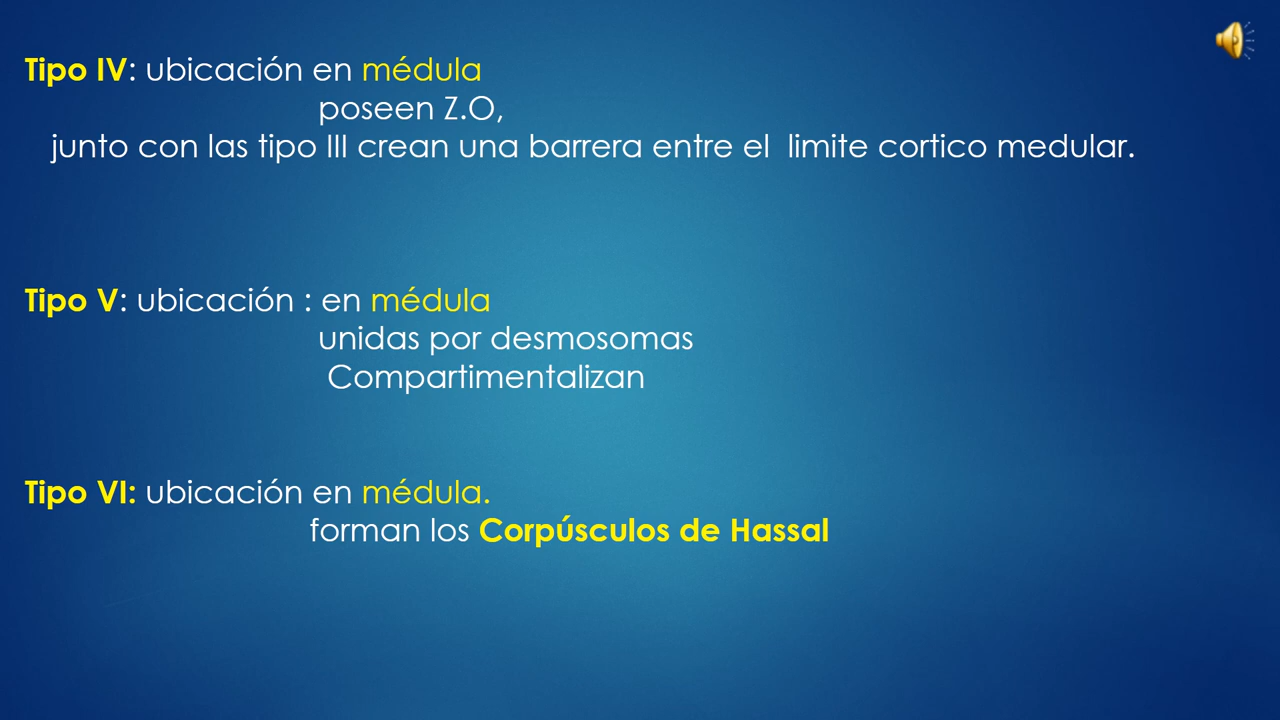 Tipo IV: ubicación en médula
poseen Z.O,
junto con las tipo III crean una barrera entre el  limite cortico medular.
Tipo V: ubicación : en médula
unidas por desmosomas
Compartimentalizan
Tipo VI: ubicación en médula.
forman los Corpúsculos de Hassal